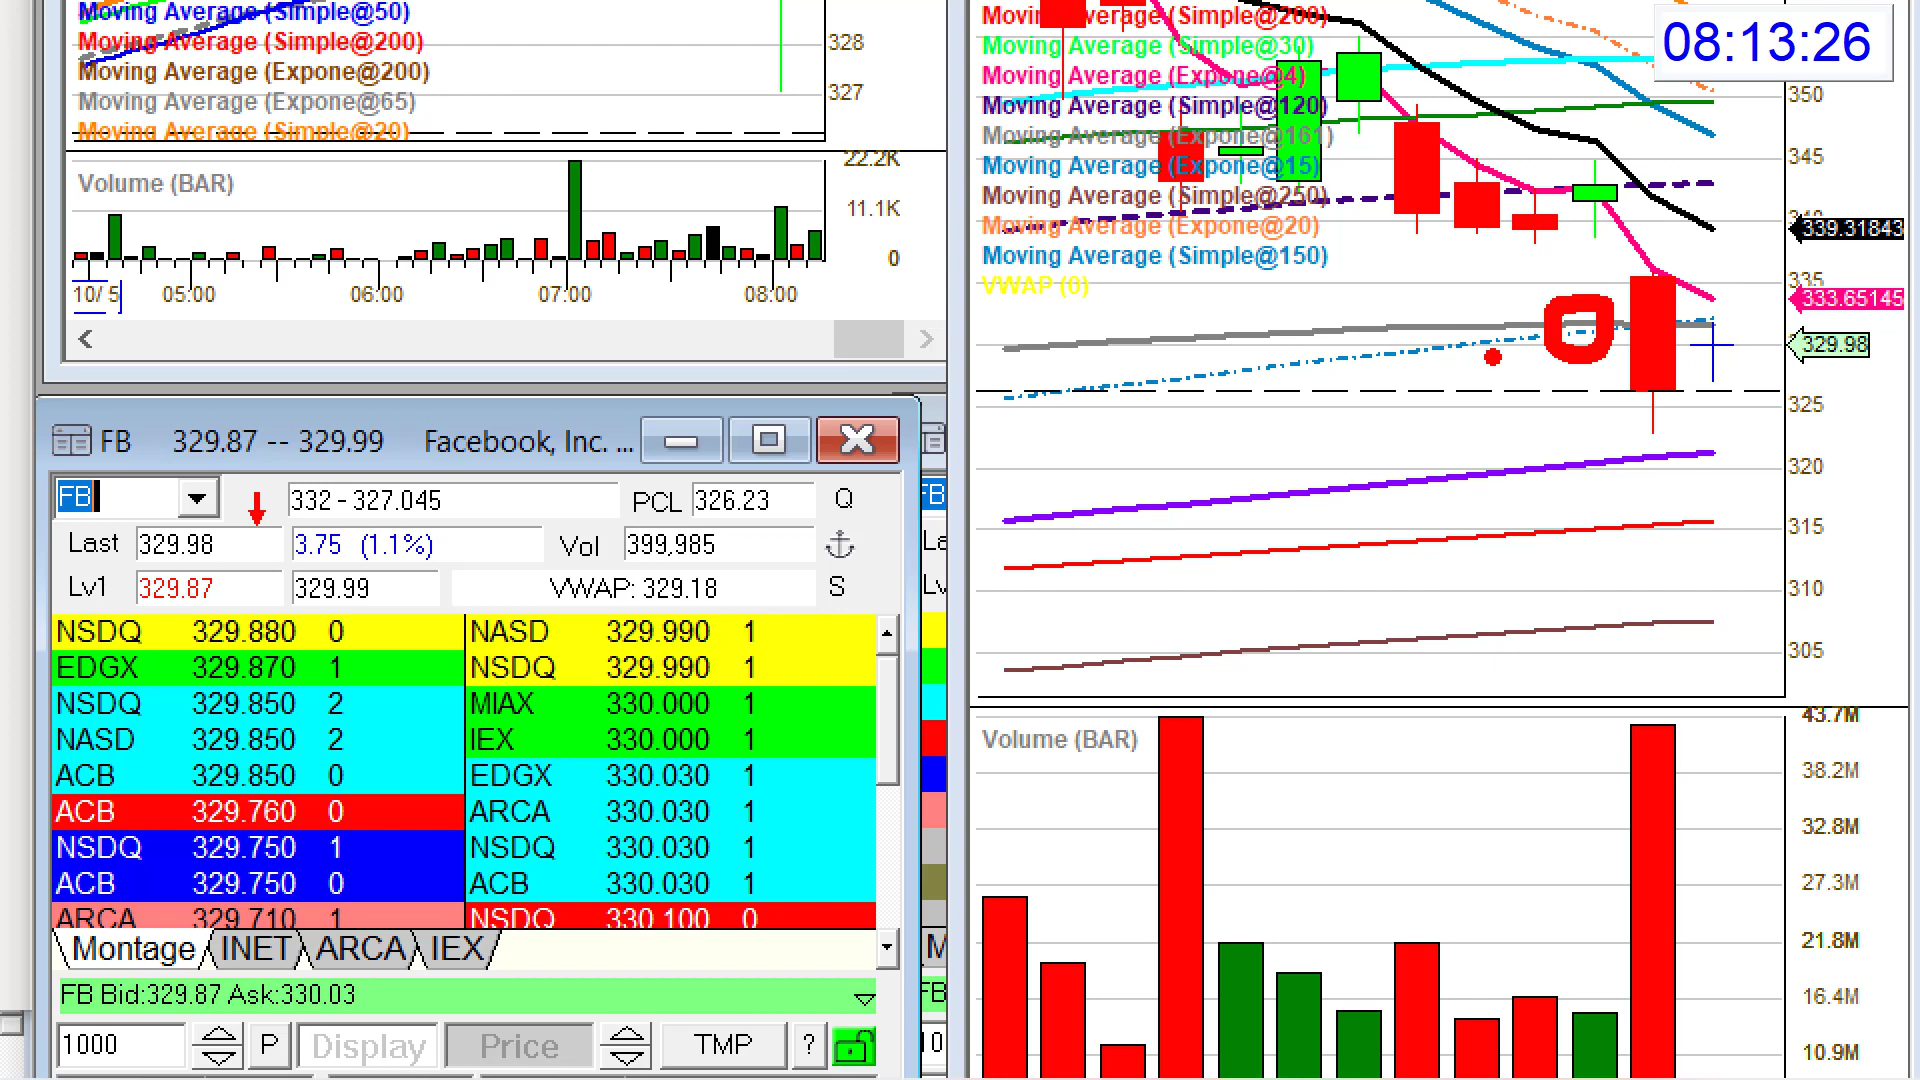 Moving Average (Simple@50)
Moving Average (Simple@200)
Moving Average (Expone@200)
Moving Average (Expone@65)
Moving Average (Simple@20)
328
327
Volume (BAR)
22.2K
11.1K
0
10/ 5
05:00
06:00
07:00
08:00
FB 329.87 -- 329.99 Facebook, Inc. ...
FB
332 - 327.045
PCL 326.23
Q
Last 329.98
3.75 (1.1%)
Vol 399,985
Lv1 329.87
329.99
VWAP: 329.18
S
NSDQ 329.880 0
EDGX 329.870 1
NSDQ 329.850 2
NASD 329.850 2
ACB 329.850 0
ACB 329.760 0
NSDQ 329.750 1
ACB 329.750 0
ARCA 329.710 1
NASD 329.990 1
NSDQ 329.990 1
MIAX 330.000 1
IEX 330.000 1
EDGX 330.030 1
ARCA 330.030 1
NSDQ 330.030 1
ACB 330.030 1
NSDQ 330.100 0
Montage INET ARCA IEX
FB Bid:329.87 Ask:330.03
1000
P
Display
Price
TMP
?
FB
La
Lv
M
FB
10
Moving Average (Simple@200)
Moving Average (Simple@30)
Moving Average (Expone@4)
Moving Average (Simple@120)
Moving Average (Expone@161)
Moving Average (Expone@15)
Moving Average (Simple@250)
Moving Average (Expone@20)
Moving Average (Simple@150)
VWAP (0)
08:13:26
350
345
340
339.31843
335
333.65145
329.98
325
320
315
310
305
Volume (BAR)
43.7M
38.2M
32.8M
27.3M
21.8M
16.4M
10.9M